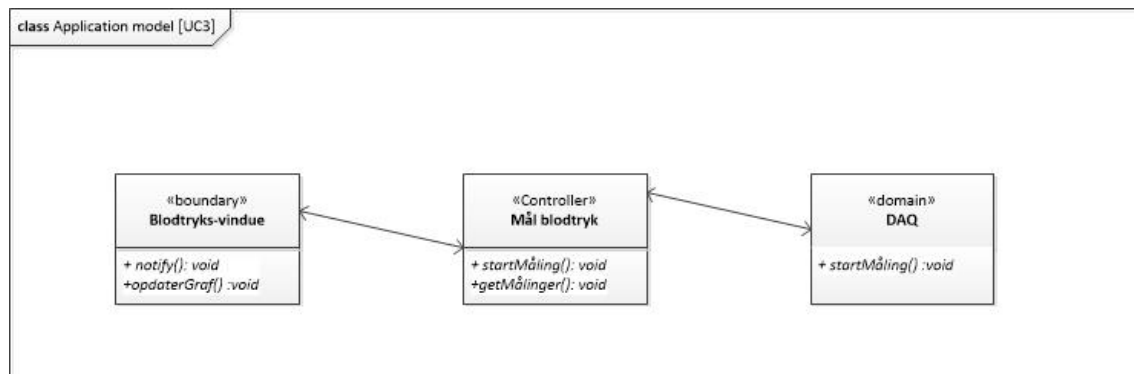 class Application model [UC3]
«boundary»
Blodtryks-vindue
+ notify(): void
+opdaterGraf() :void
«Controller»
Mål blodtryk
+ startMåling(): void
+getMålinger(): void
«domain»
DAQ
+ startMåling() :void